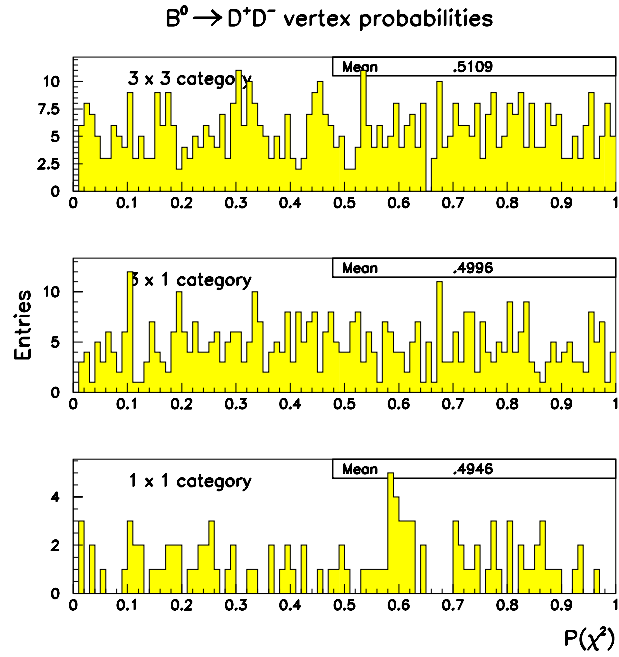 B⁰ → D⁺D⁻ vertex probabilities
3 x 3 category
Mean .5109
10
7.5
5
2.5
0
0 0.1 0.2 0.3 0.4 0.5 0.6 0.7 0.8 0.9 1
Entries
3 x 1 category
Mean .4996
10
5
0
0 0.1 0.2 0.3 0.4 0.5 0.6 0.7 0.8 0.9 1
1 x 1 category
Mean .4946
4
2
0
0 0.1 0.2 0.3 0.4 0.5 0.6 0.7 0.8 0.9 1
P(χ²)